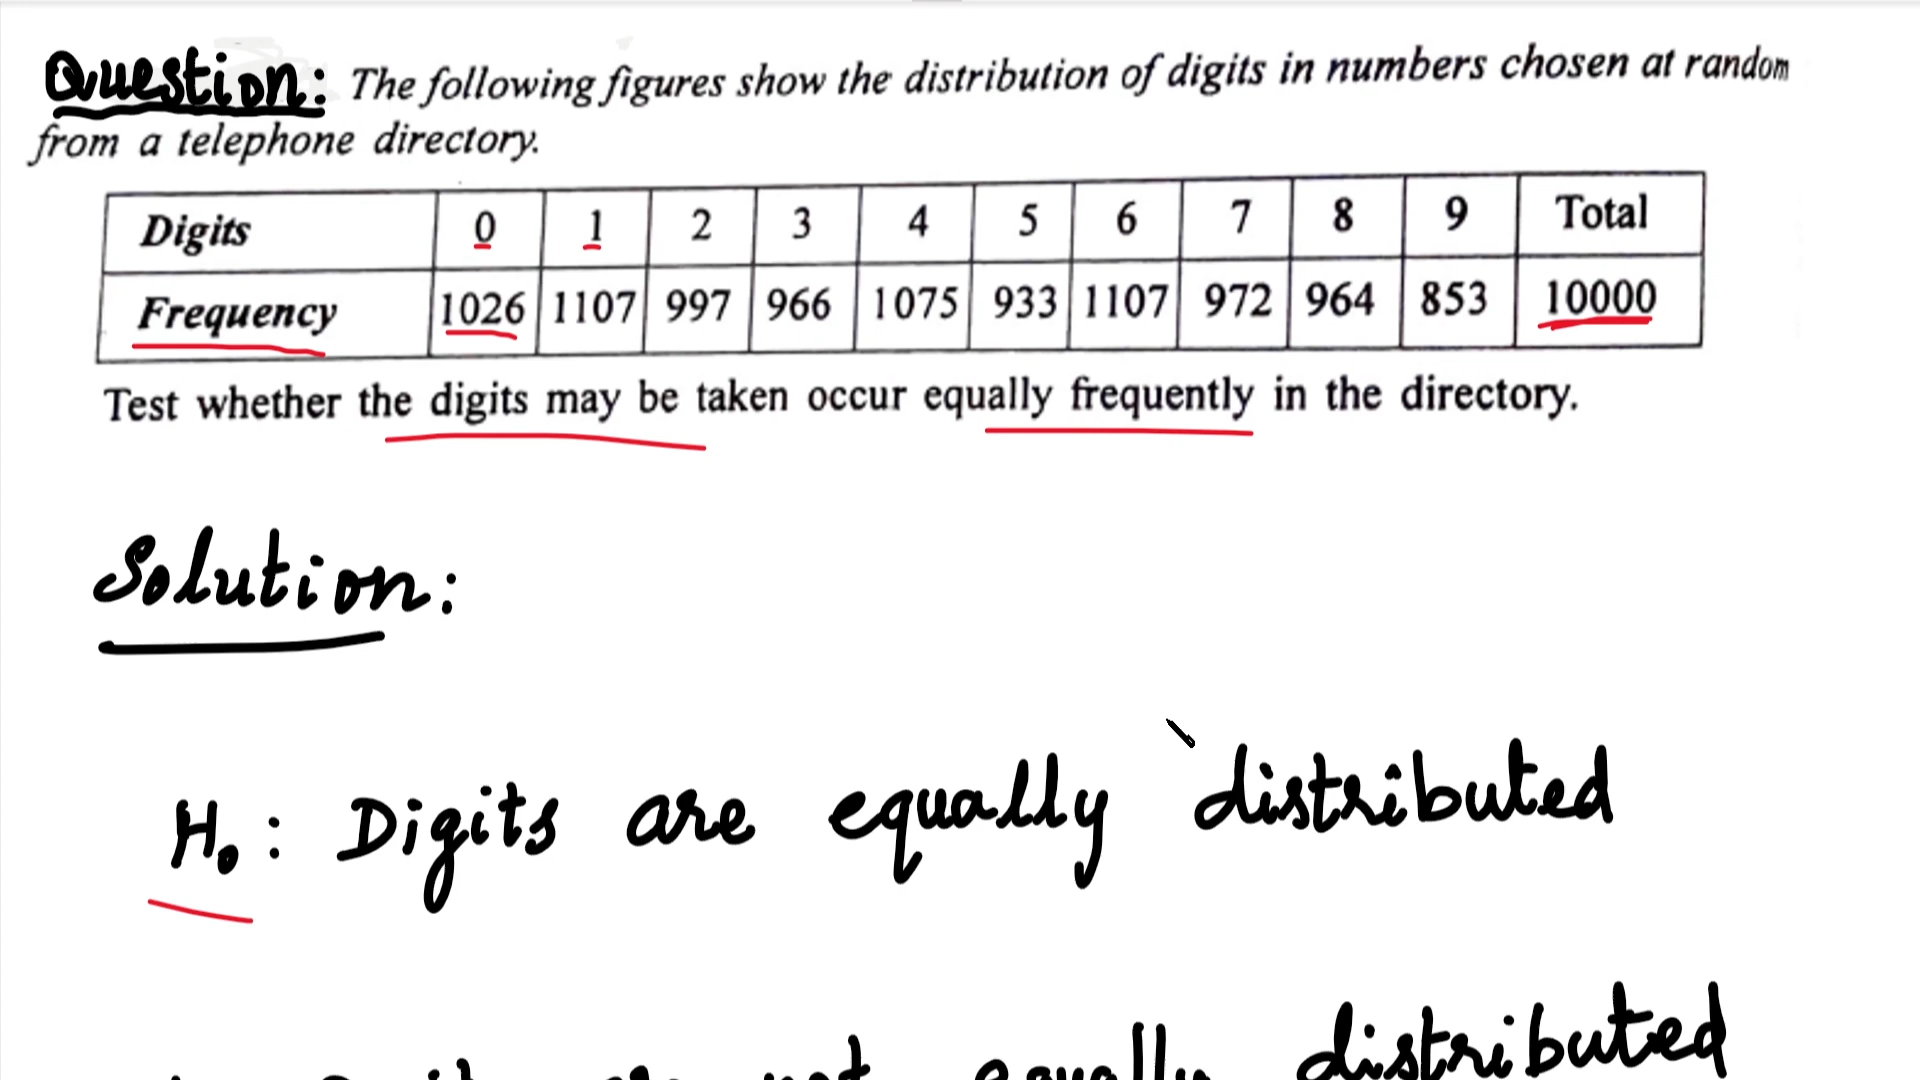 Question: The following figures show the distribution of digits in numbers chosen at random
from a telephone directory.
Digits 0 1 2 3 4 5 6 7 8 9 Total
Frequency 1026 1107 997 966 1075 933 1107 972 964 853 10000
Test whether the digits may be taken occur equally frequently in the directory.
Solution:
H₀: Digits are equally distributed
not equally distributed